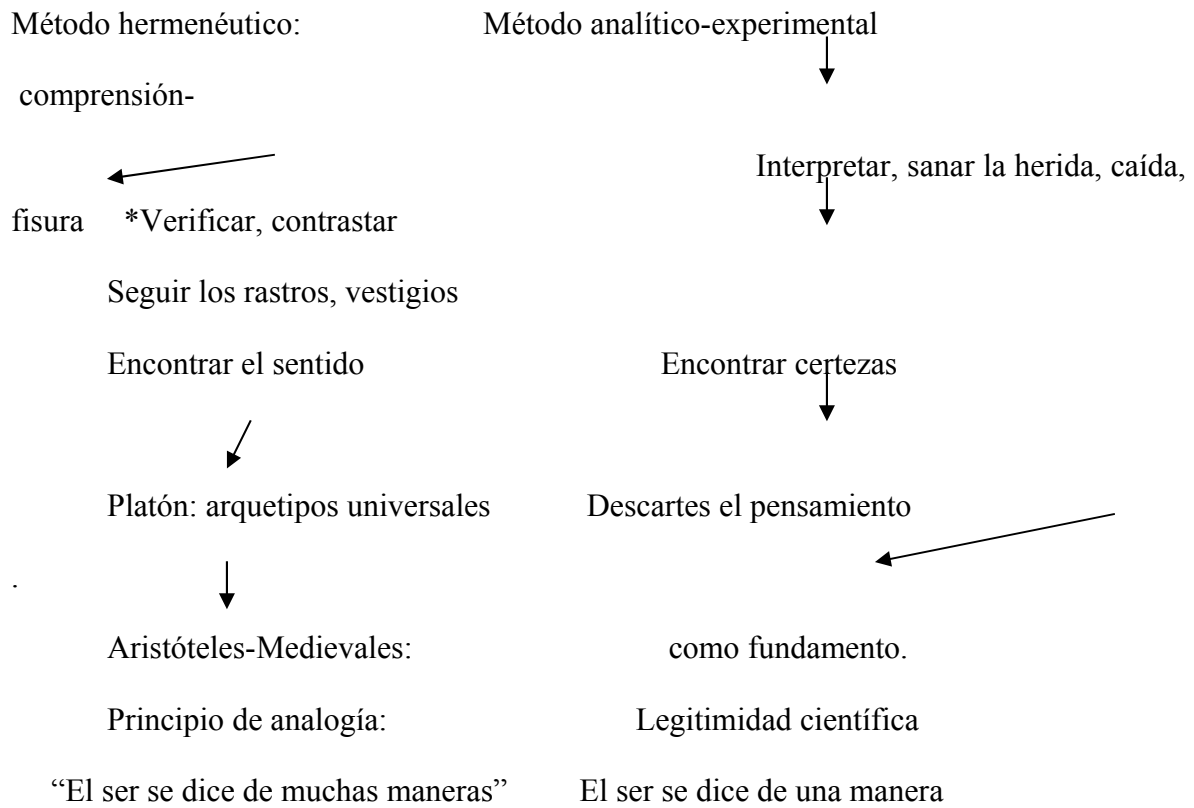 Método hermenéutico: Método analítico-experimental
comprensión-
Interpretar, sanar la herida, caída,
fisura *Verificar, contrastar
Seguir los rastros, vestigios
Encontrar el sentido Encontrar certezas
Platón: arquetipos universales Descartes el pensamiento
.
Aristóteles-Medievales: como fundamento.
Principio de analogía: Legitimidad científica
“El ser se dice de muchas maneras” El ser se dice de una manera